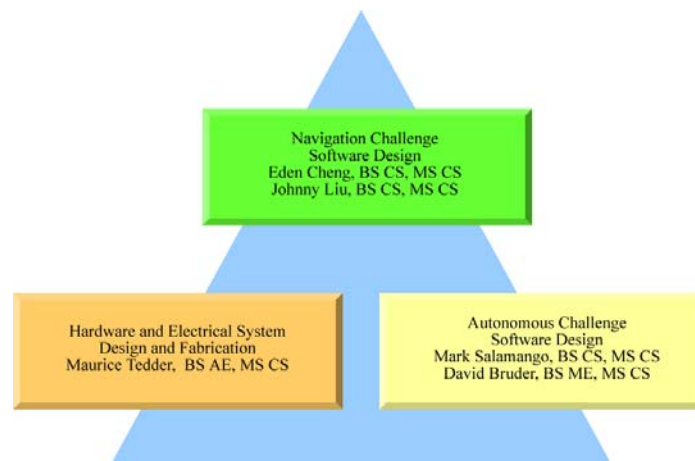 Navigation Challenge
Software Design
Eden Cheng, BS CS, MS CS
Johnny Liu, BS CS, MS CS
Hardware and Electrical System
Design and Fabrication
Maurice Tedder, BS AE, MS CS
Autonomous Challenge
Software Design
Mark Salamango, BS CS, MS CS
David Bruder, BS ME, MS CS